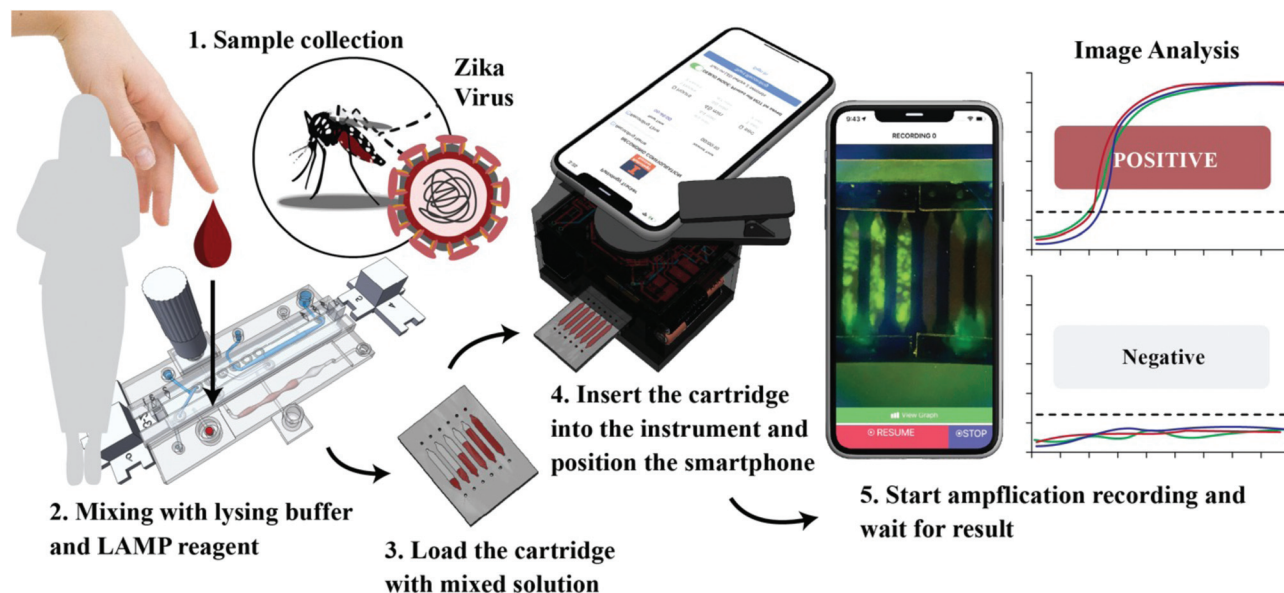 1. Sample collection
Zika
Virus
2. Mixing with lysing buffer
and LAMP reagent
3. Load the cartridge
with mixed solution
4. Insert the cartridge
into the instrument and
position the smartphone
9:43
RECORDING 0
View Graph
RESUME
STOP
5. Start ampflication recording and
wait for result
Image Analysis
POSITIVE
Negative